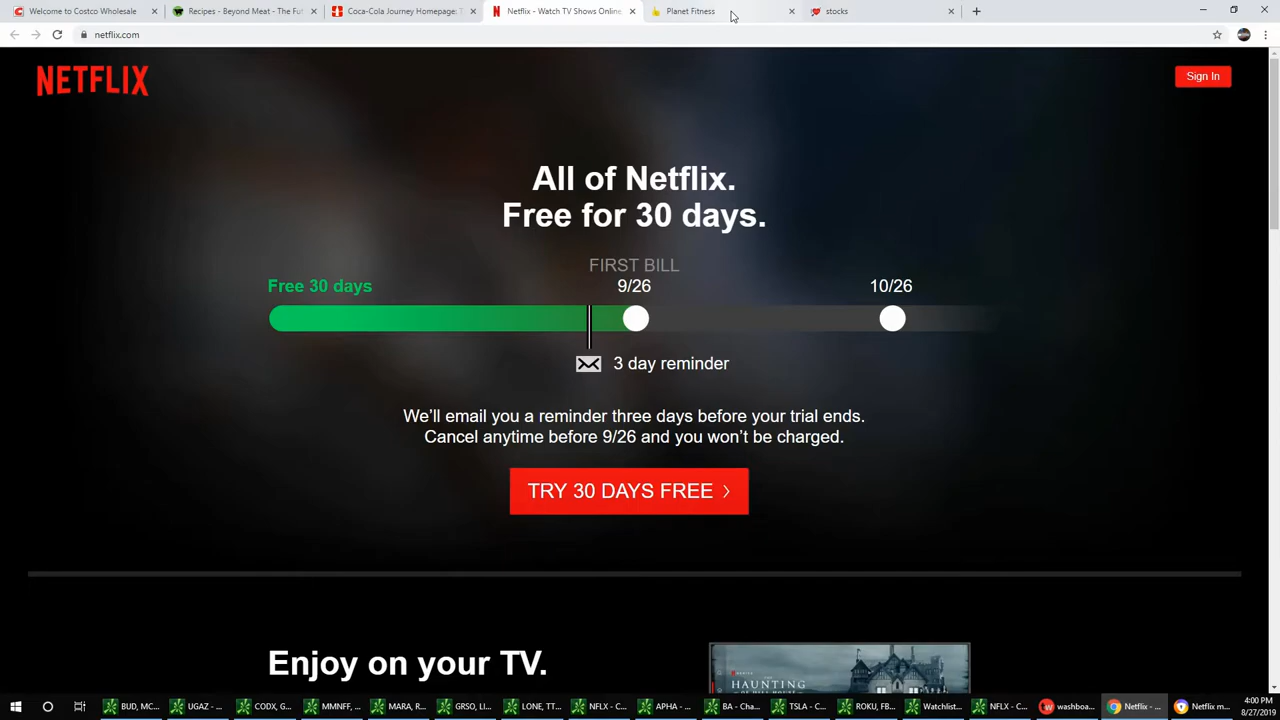 Welcome to Costco Wholesale
Recipes - Beyond Meat - The Fut
Coca-Cola Journey Homepage: T
Netflix - Watch TV Shows Online,
Planet Fitness
stocks
netflix.com
NETFLIX
Sign In
All of Netflix.
Free for 30 days.
FIRST BILL
Free 30 days
9/26
10/26
3 day reminder
We'll email you a reminder three days before your trial ends.
Cancel anytime before 9/26 and you won't be charged.
TRY 30 DAYS FREE
Enjoy on your TV.
HAUNTING
BUD, MC...
UGAZ - ...
CODX, G...
MMNFF, ...
MARA, R...
GRSO, LI...
LONE, TT...
NFLX - C...
APHA - ...
BA - Cha...
TSLA - C...
ROKU, FB...
Watchlist...
NFLX - C...
washboa...
Netflix - ...
Netflix m...
4:00 PM
8/27/2019